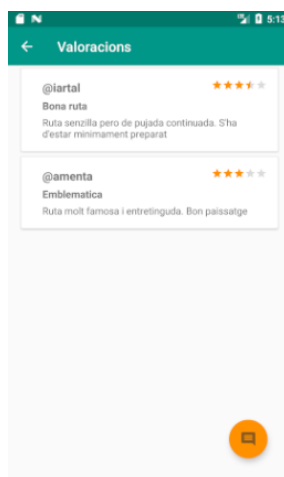 5:13
Valoracions
@iartal
Bona ruta
Ruta senzilla pero de pujada continuada. S'ha
d'estar minimament preparat
@amenta
Emblematica
Ruta molt famosa i entretinguda. Bon paissatge